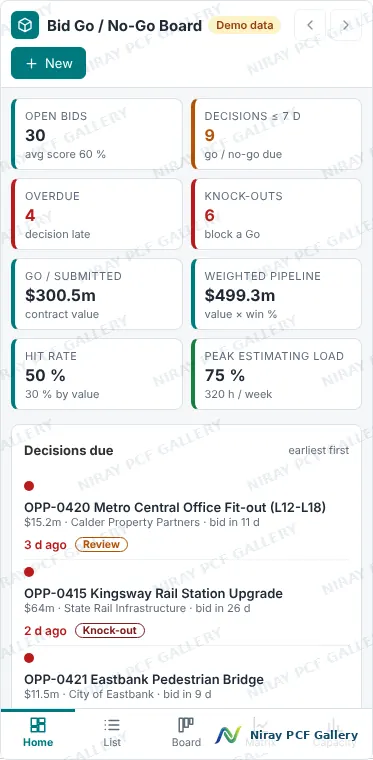 Bid Go / No-Go Board Demo data
+ New
OPEN BIDS
30
avg score 60 %
DECISIONS ≤ 7 D
9
go / no-go due
OVERDUE
4
decision late
KNOCK-OUTS
6
block a Go
GO / SUBMITTED
$300.5m
contract value
WEIGHTED PIPELINE
$499.3m
value × win %
HIT RATE
50 %
30 % by value
PEAK ESTIMATING LOAD
75 %
320 h / week
Decisions due earliest first
OPP-0420 Metro Central Office Fit-out (L12-L18)
$15.2m · Calder Property Partners · bid in 11 d
3 d ago Review
OPP-0415 Kingsway Rail Station Upgrade
$64m · State Rail Infrastructure · bid in 26 d
2 d ago Knock-out
OPP-0421 Eastbank Pedestrian Bridge
$11.5m · City of Eastbank · bid in 9 d
Home List Board Matrix Capacity
Niray PCF Gallery
NIRAY PCF GALLERY